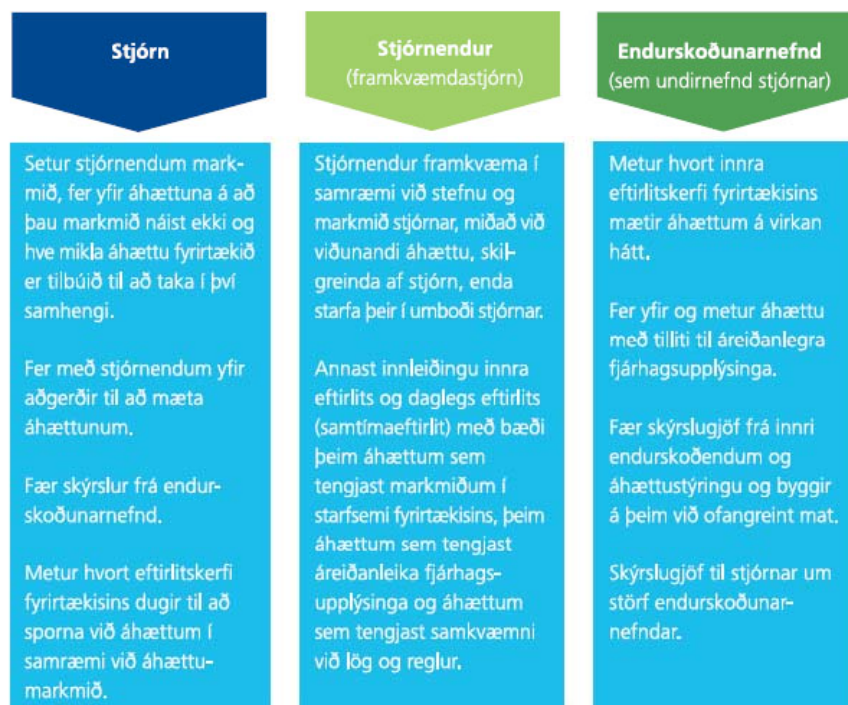 Stjórn
Setur stjórnendum mark-
mið, fer yfir áhættuna á að
þau markmið náist ekki og
hve mikla áhættu fyrirtækið
er tilbúið til að taka í því
samhengi.
Fer með stjórnendum yfir
aðgerðir til að mæta
áhættunum.
Fær skýrslur frá endur-
skoðunarnefnd.
Metur hvort eftirlitskerfi
fyrirtækisins dugir til að
sporna við áhættum í
samræmi við áhættu-
markmið.
Stjórnendur
(framkvæmdastjórn)
Stjórnendur framkvæma í
samræmi við stefnu og
markmið stjórnar, miðað við
viðunandi áhættu, skil-
greinda af stjórn, enda
starfa þeir í umboði stjórnar.
Annast innleiðingu innra
eftirlits og daglegs eftirlits
(samtímaeftirlit) með bæði
þeim áhættum sem
tengjast markmiðum í
starfsemi fyrirtækisins, þeim
áhættum sem tengjast
áreiðanleika fjárhags-
upplýsinga og áhættum
sem tengjast samkvæmni
við lög og reglur.
Endurskoðunarnefnd
(sem undirnefnd stjórnar)
Metur hvort innra
eftirlitskerfi fyrirtækisins
mætir áhættum á virkan
hátt.
Fer yfir og metur áhættu
með tilliti til áreiðanlegra
fjárhagsupplýsinga.
Fær skýrslugjöf frá innri
endurskoðendum og
áhættustýringu og byggir
á þeim við ofangreint mat.
Skýrslugjöf til stjórnar um
störf endurskoðunar-
nefndar.